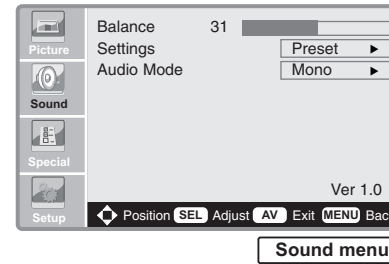 Picture
Sound
Special
Setup
Balance 31
Settings Preset ►
Audio Mode Mono ►
Ver 1.0
Position SEL Adjust AV Exit MENU Bac
Sound menu